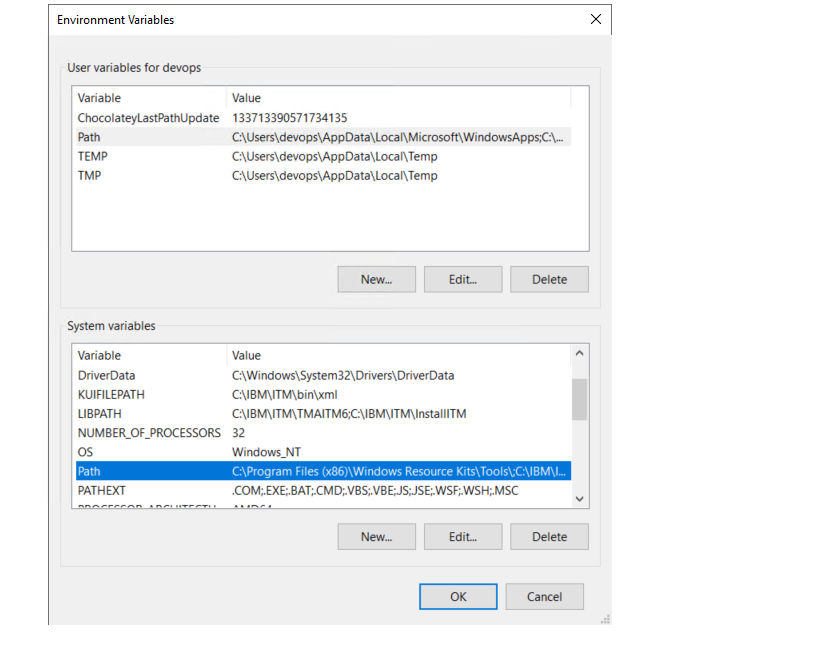 Environment Variables
User variables for devops
Variable Value
ChocolateyLastPathUpdate 133713390571734135
Path C:\Users\devops\AppData\Local\Microsoft\WindowsApps;C:\...
TEMP C:\Users\devops\AppData\Local\Temp
TMP C:\Users\devops\AppData\Local\Temp
New... Edit... Delete
System variables
Variable Value
DriverData C:\Windows\System32\Drivers\DriverData
KUIFILEPATH C:\IBM\ITM\bin\xml
LIBPATH C:\IBM\ITM\TMAITM6;C:\IBM\ITM\InstallITM
NUMBER_OF_PROCESSORS 32
OS Windows_NT
Path C:\Program Files (x86)\Windows Resource Kits\Tools\;C:\IBM\I...
PATHEXT .COM;.EXE;.BAT;.CMD;.VBS;.VBE;.JS;.JSE;.WSF;.WSH;.MSC
PROCESSOR_ARCHITECTU AMD64
New... Edit... Delete
OK Cancel